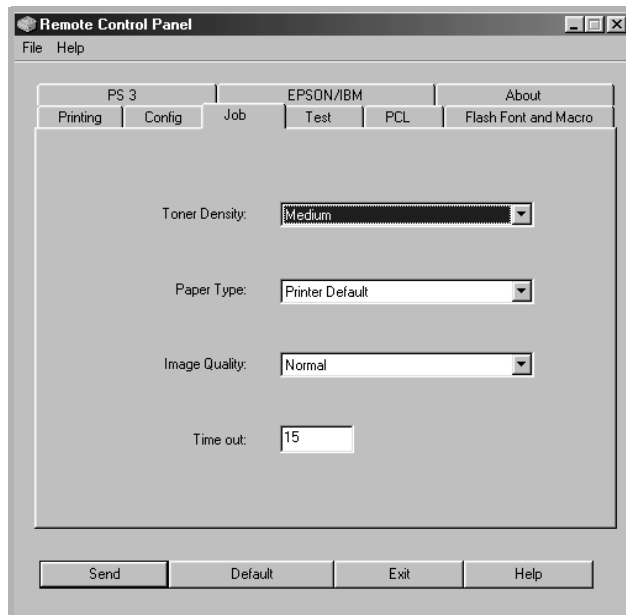 Remote Control Panel
File Help
PS 3 EPSON/IBM About
Printing Config Job Test PCL Flash Font and Macro
Toner Density: Medium
Paper Type: Printer Default
Image Quality: Normal
Time out: 15
Send Default Exit Help